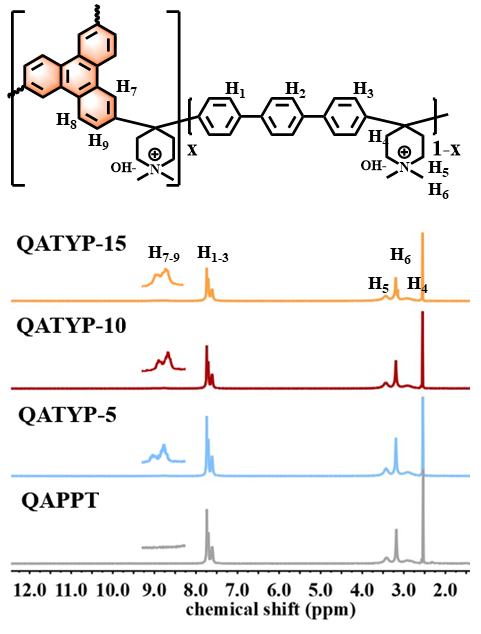 H7
H8
H9
OH-
N
+
x
H1
H2
H3
H4
1-x
OH-
N
+
H5
H6
QATYP-15
H7-9
H1-3
H6
H5
H4
QATYP-10
QATYP-5
QAPPT
12.0 11.0 10.0 9.0 8.0 7.0 6.0 5.0 4.0 3.0 2.0
chemical shift (ppm)